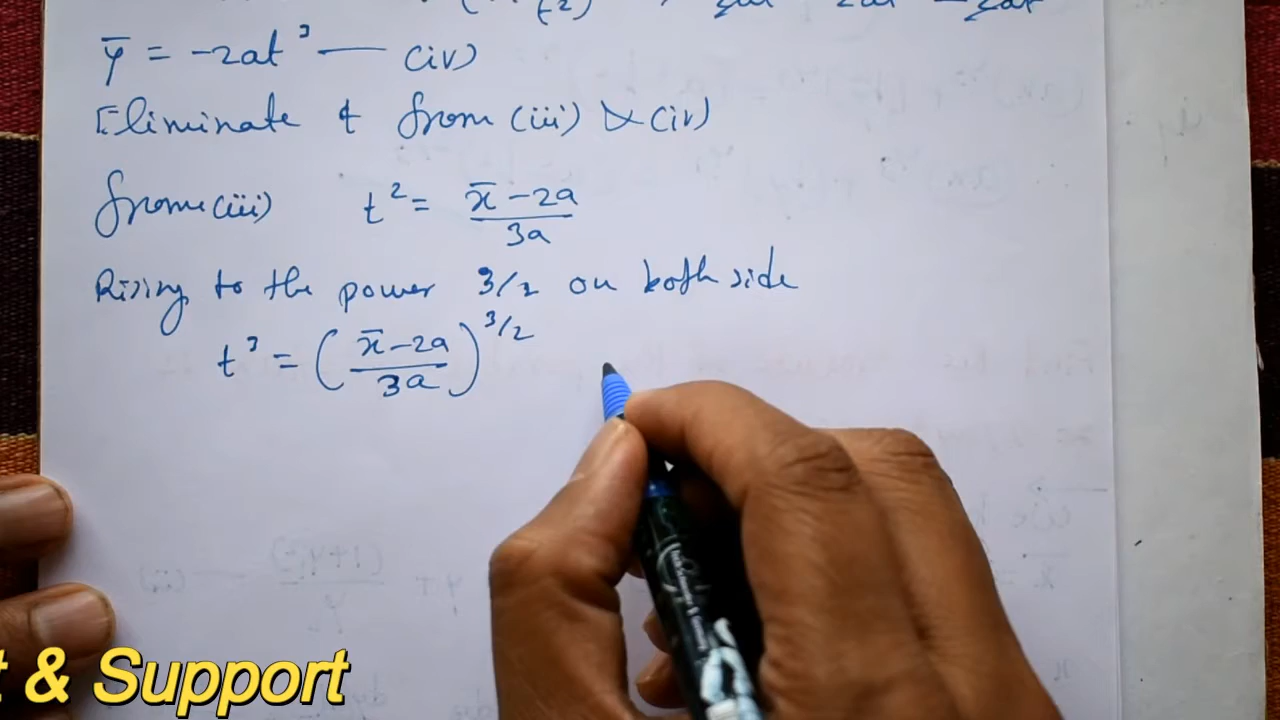 ȳ = -2at³ — (iv)
Eliminate t from (iii) & (iv)
from (iii) t² = x̄-2a / 3a
Rising to the power 3/2 on both side
t³ = (x̄-2a / 3a)^3/2
t & Support